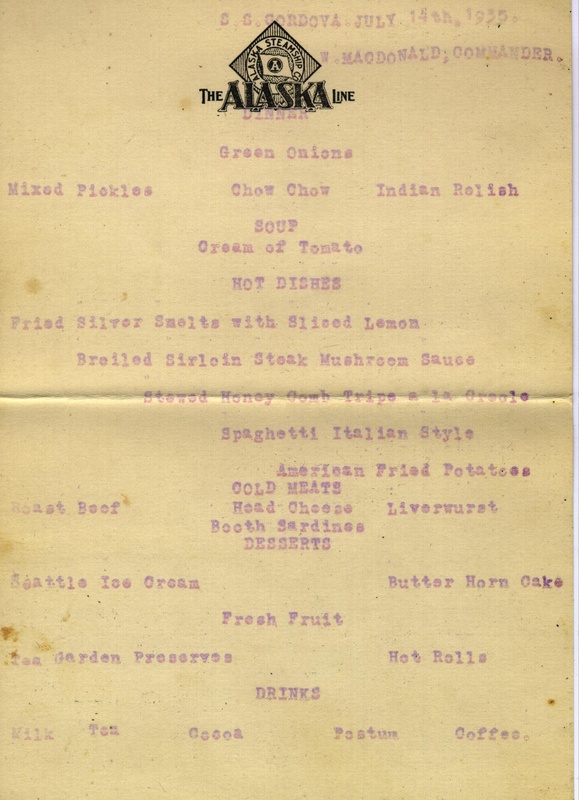 S.S.CORDOVA JULY 14th, 1935.
W.MACDONALD, COMMANDER.
ALASKA STEAMSHIP CO
A
THE ALASKA LINE
DINNER
Green Onions
Mixed Pickles Chow Chow Indian Relish
SOUP
Cream of Tomato
HOT DISHES
Fried Silver Smelts with Sliced Lemon
Broiled Sirloin Steak Mushroom Sauce
Stewed Honey Comb Tripe a la Creole
Spaghetti Italian Style
American Fried Potatoes
COLD MEATS
Roast Beef Head Cheese Liverwurst
Booth Sardines
DESSERTS
Seattle Ice Cream Butter Horn Cake
Fresh Fruit
Tea Garden Preserves Hot Rolls
DRINKS
Milk Tea Cocoa Postum Coffee.